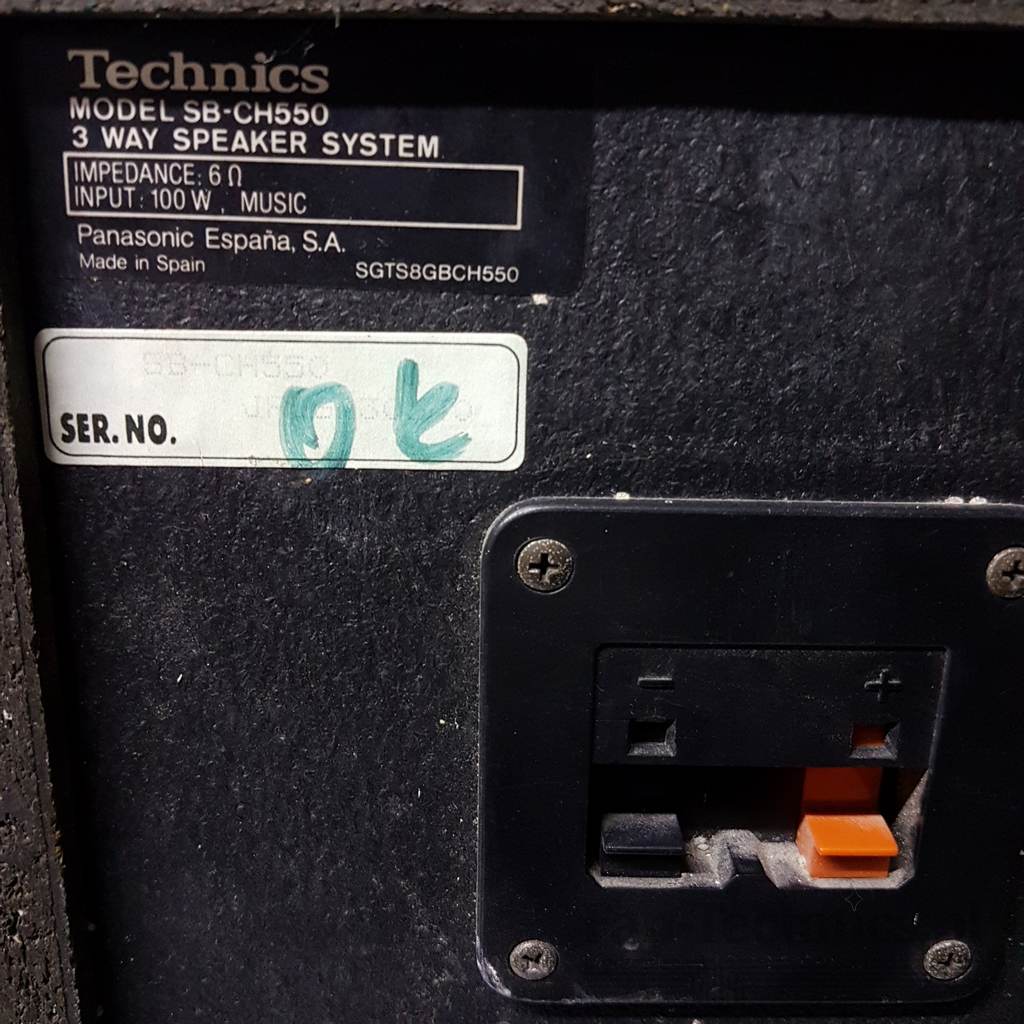 Technics
MODEL SB-CH550
3 WAY SPEAKER SYSTEM
IMPEDANCE: 6 Ω
INPUT: 100 W, MUSIC
Panasonic España, S.A.
Made in Spain
SGTS8GBCH550
SB-CH550
SER. NO.
OK
− +